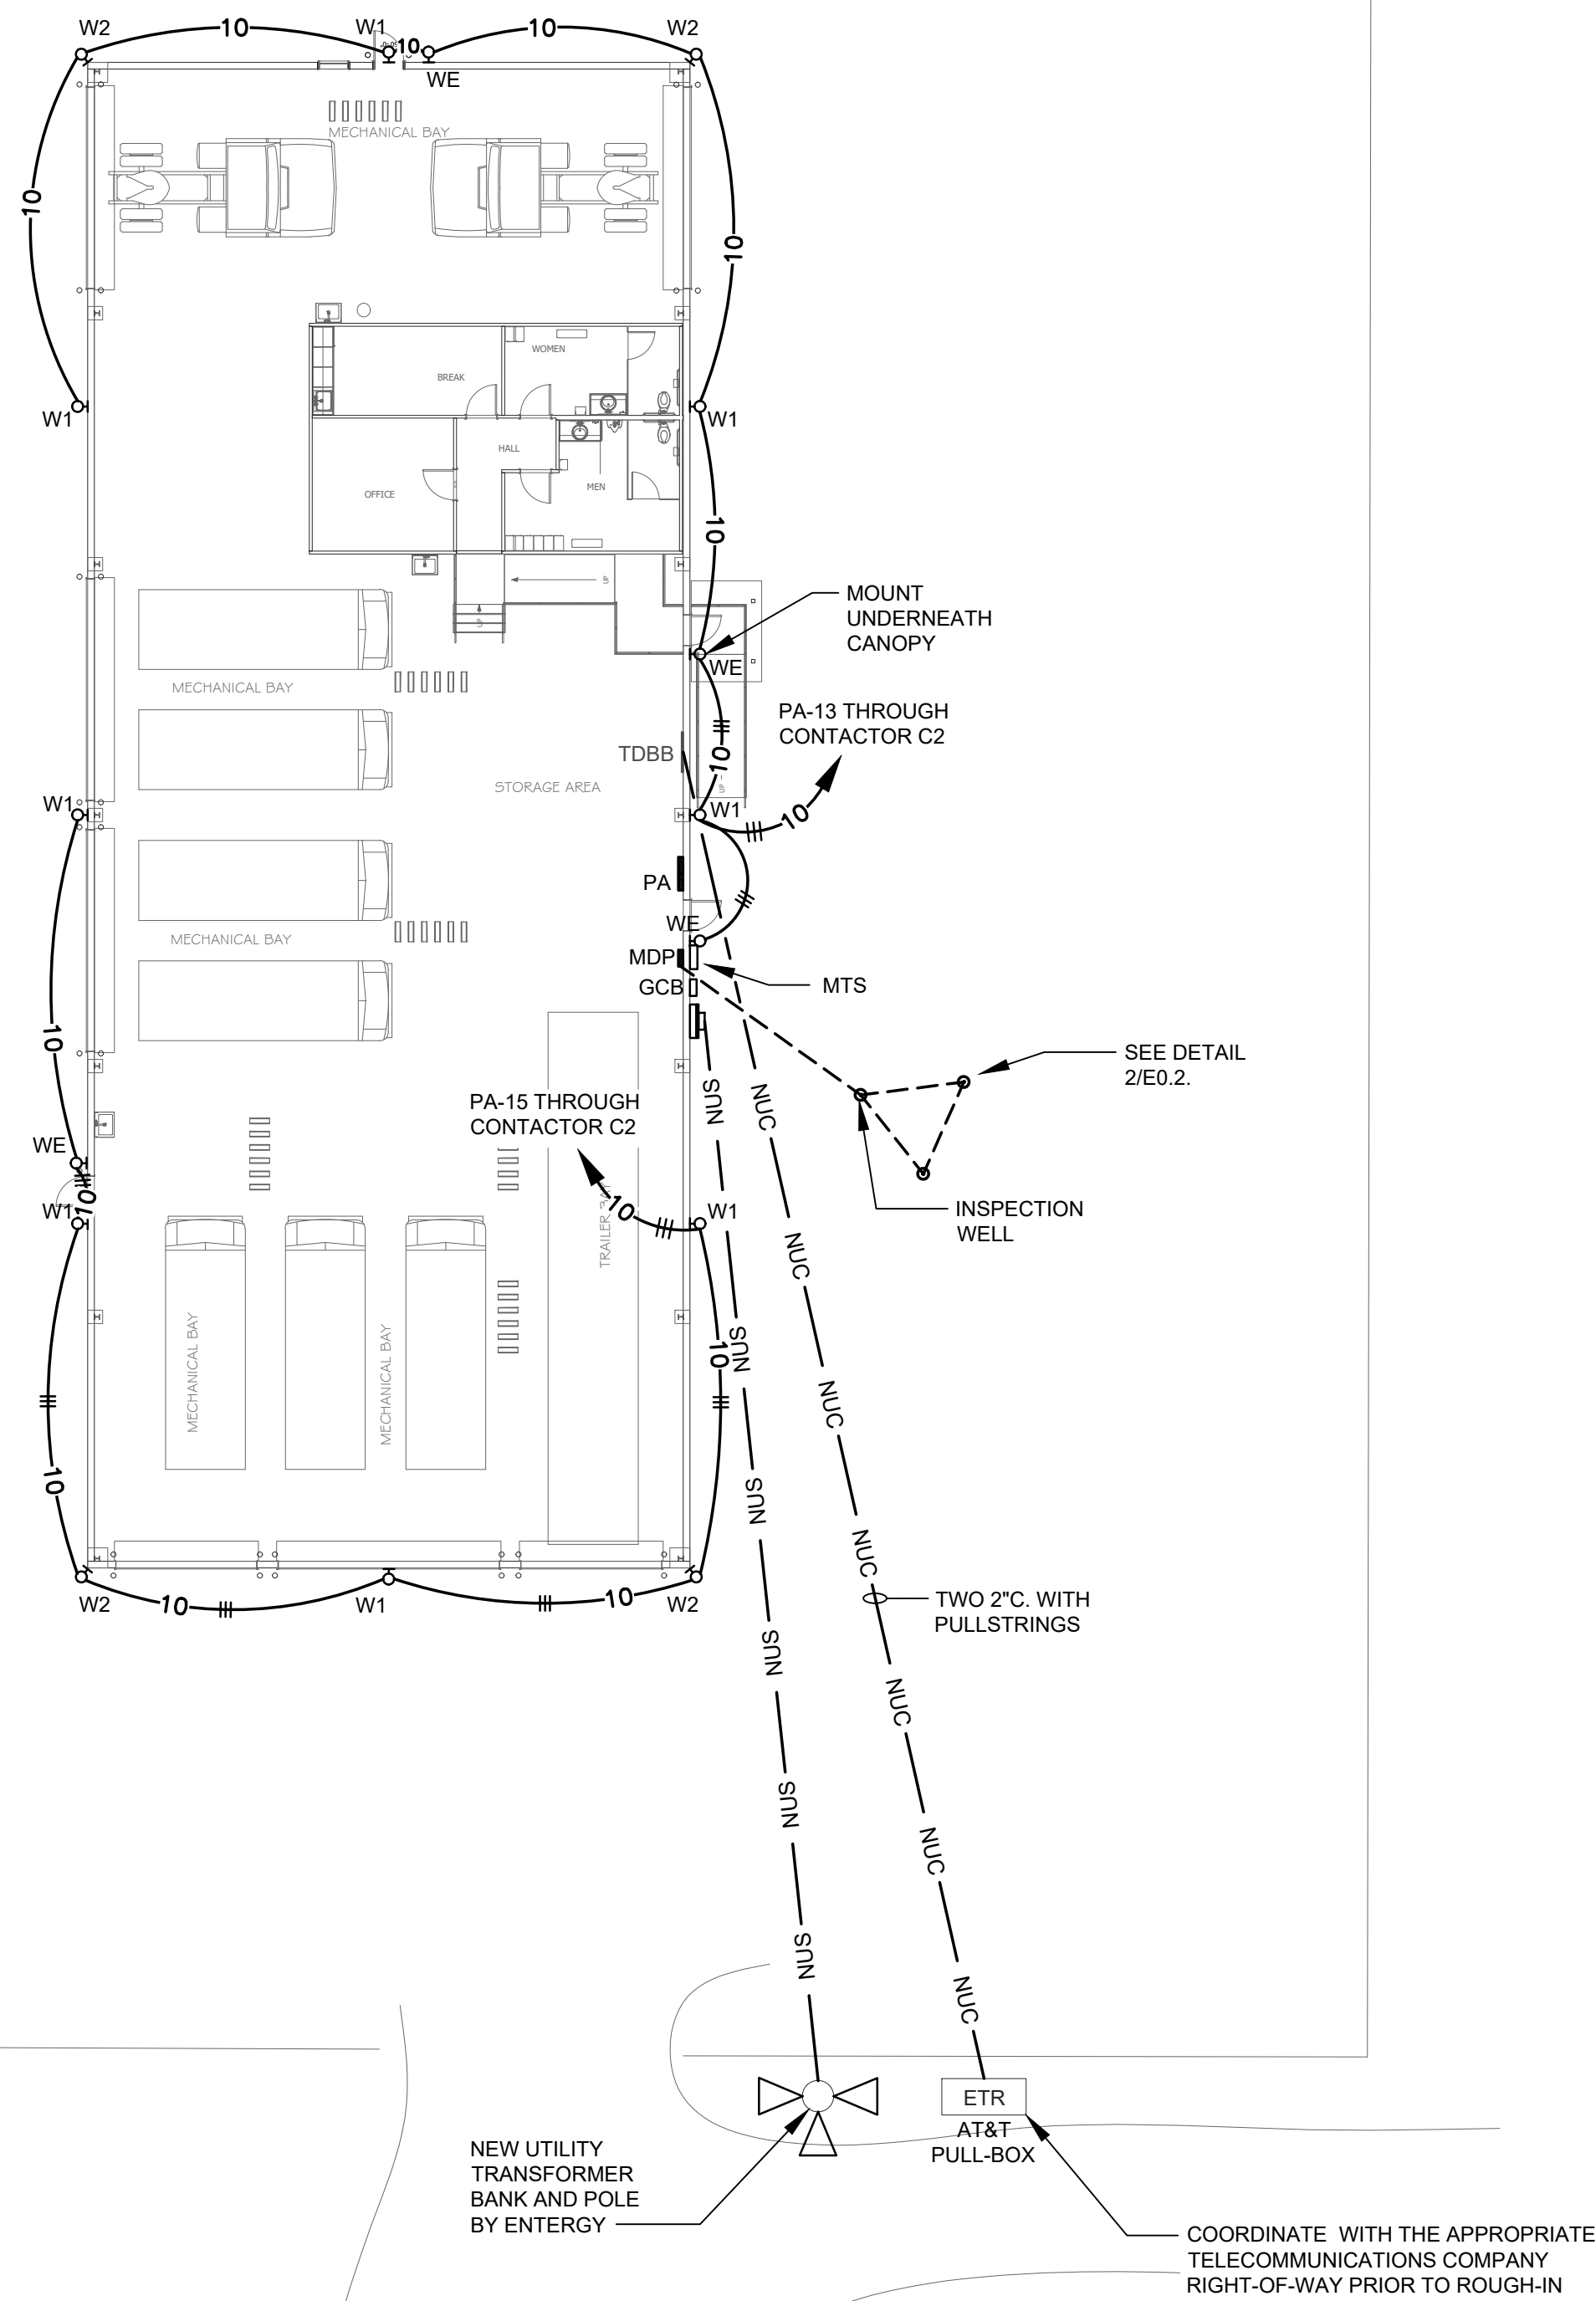 W2
10
W1
10
10
W2
WE
MECHANICAL BAY
10
10
WOMEN
BREAK
W1
W1
HALL
OFFICE
MEN
10
UP
UP
MOUNT
UNDERNEATH
CANOPY
WE
MECHANICAL BAY
PA-13 THROUGH
CONTACTOR C2
TDBB
10
STORAGE AREA
UP
W1
W1
10
PA
WE
MECHANICAL BAY
MDP
GCB
MTS
10
SEE DETAIL
2/E0.2.
PA-15 THROUGH
CONTACTOR C2
NUS
NUC
WE
10
W1
10
TRAILER BAY
W1
INSPECTION
WELL
NUC
MECHANICAL BAY
MECHANICAL BAY
10
NUS
NUC
10
NUS
NUC
W2
10
W1
10
W2
TWO 2"C. WITH
PULLSTRINGS
NUS
NUC
NUS
NUC
NUS
NUC
ETR
AT&T
PULL-BOX
NEW UTILITY
TRANSFORMER
BANK AND POLE
BY ENTERGY
COORDINATE WITH THE APPROPRIATE
TELECOMMUNICATIONS COMPANY
RIGHT-OF-WAY PRIOR TO ROUGH-IN